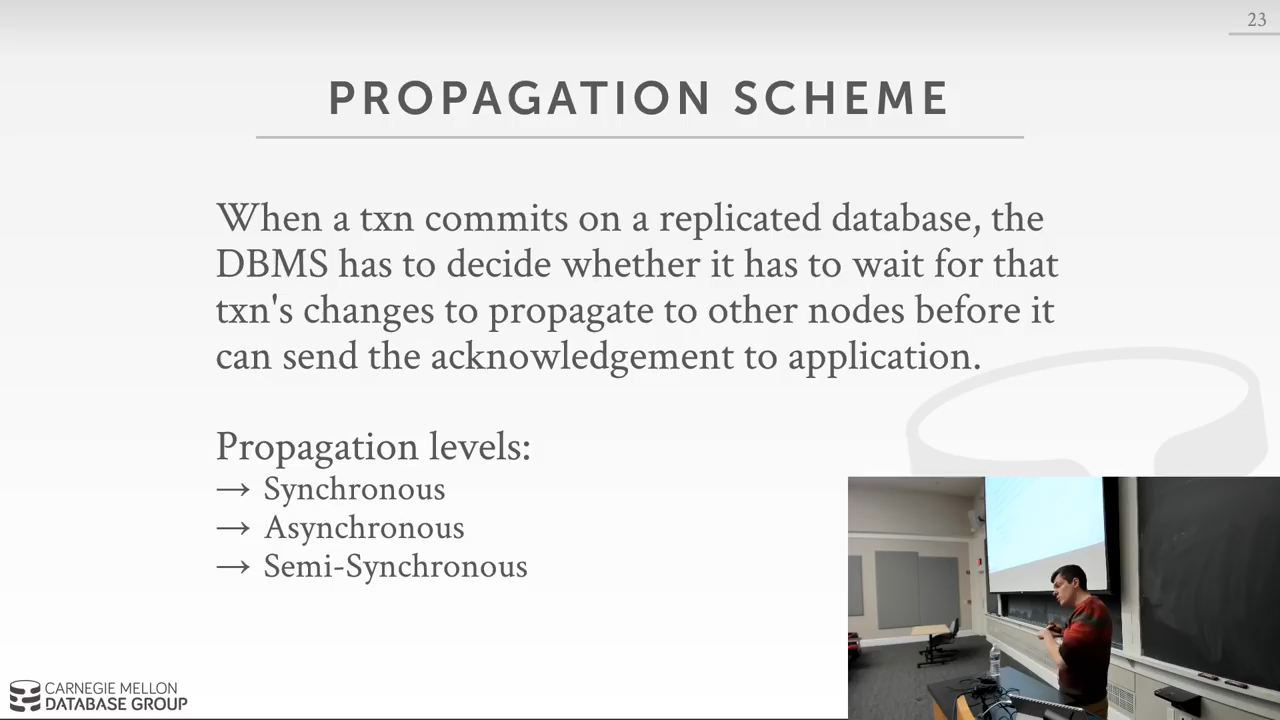 23
PROPAGATION SCHEME
When a txn commits on a replicated database, the
DBMS has to decide whether it has to wait for that
txn's changes to propagate to other nodes before it
can send the acknowledgement to application.
Propagation levels:
→ Synchronous
→ Asynchronous
→ Semi-Synchronous
CARNEGIE MELLON
DATABASE GROUP